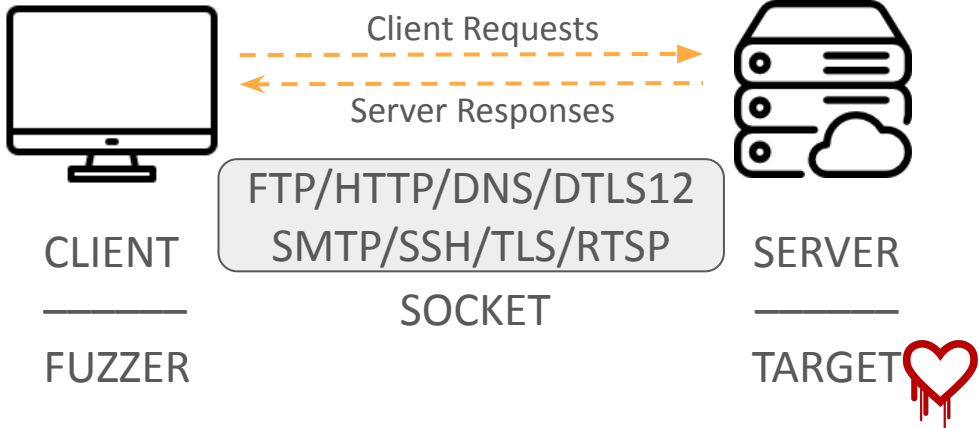 Client Requests
Server Responses
FTP/HTTP/DNS/DTLS12
SMTP/SSH/TLS/RTSP
CLIENT
SOCKET
SERVER
FUZZER
TARGET